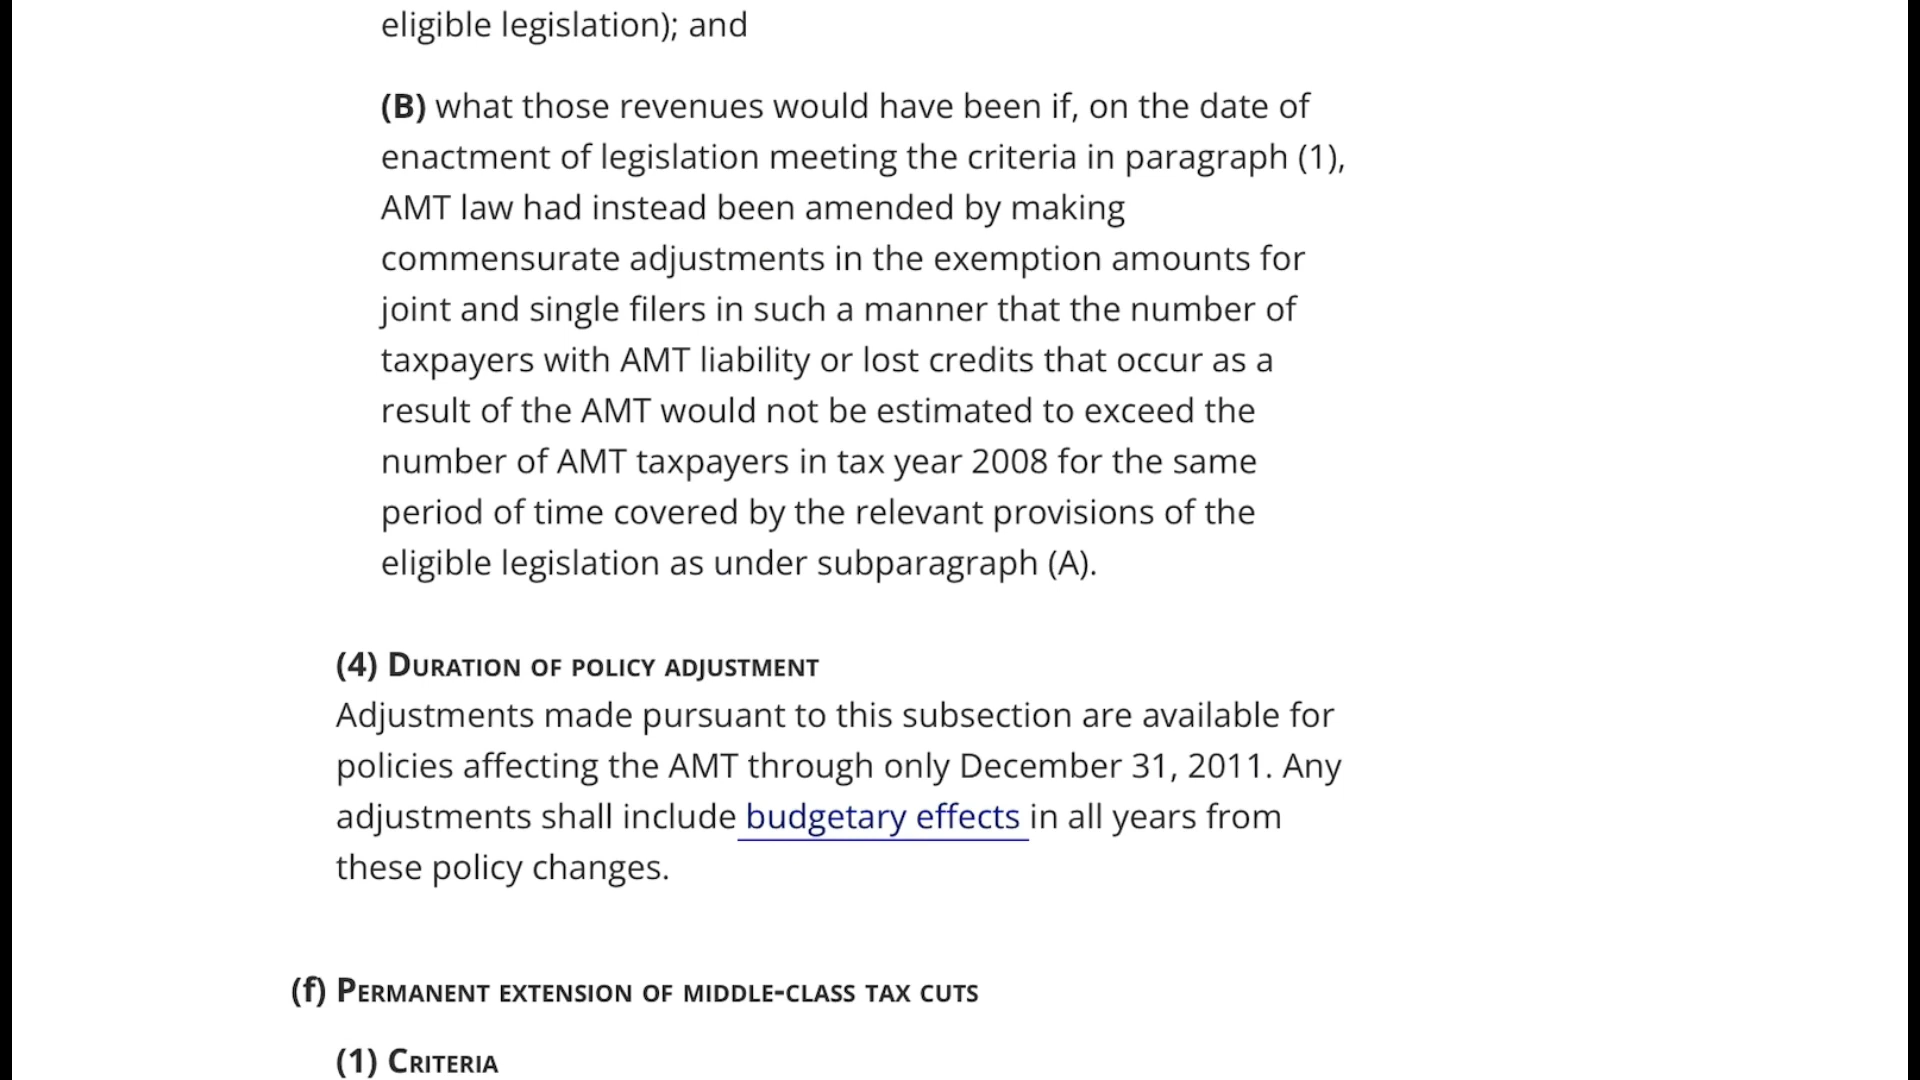 eligible legislation); and
(B) what those revenues would have been if, on the date of
enactment of legislation meeting the criteria in paragraph (1),
AMT law had instead been amended by making
commensurate adjustments in the exemption amounts for
joint and single filers in such a manner that the number of
taxpayers with AMT liability or lost credits that occur as a
result of the AMT would not be estimated to exceed the
number of AMT taxpayers in tax year 2008 for the same
period of time covered by the relevant provisions of the
eligible legislation as under subparagraph (A).
(4) Duration of policy adjustment
Adjustments made pursuant to this subsection are available for
policies affecting the AMT through only December 31, 2011. Any
adjustments shall include budgetary effects in all years from
these policy changes.
(f) Permanent extension of middle-class tax cuts
(1) Criteria